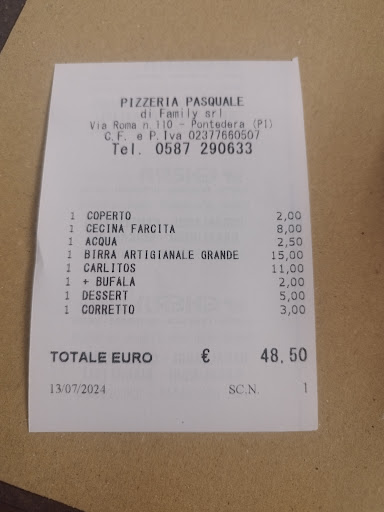 PIZZERIA PASQUALE
di Family srl
Via Roma n.110 - Pontedera (PI)
C.F. e P.Iva 02377660507
Tel. 0587 290633
1 COPERTO 2,00
1 CECINA FARCITA 8,00
1 ACQUA 2,50
1 BIRRA ARTIGIANALE GRANDE 15,00
1 CARLITOS 11,00
1 + BUFALA 2,00
1 DESSERT 5,00
1 CORRETTO 3,00
TOTALE EURO € 48,50
13/07/2024 SC.N. 1